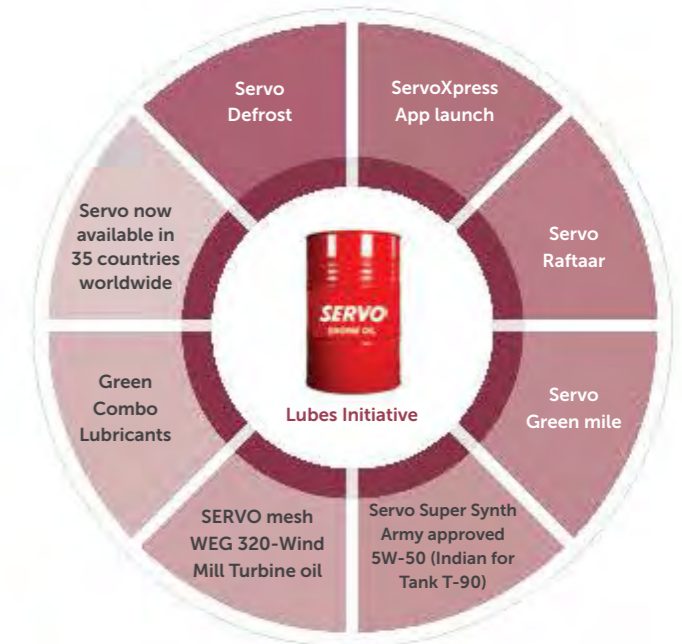 Servo
Defrost
ServoXpress
App launch
Servo
Raftaar
Servo
Green mile
Servo Super Synth
Army approved
5W-50 (Indian for
Tank T-90)
SERVO mesh
WEG 320-Wind
Mill Turbine oil
Green
Combo
Lubricants
Servo now
available in
35 countries
worldwide
SERVO
ENGINE OIL
Lubes Initiative